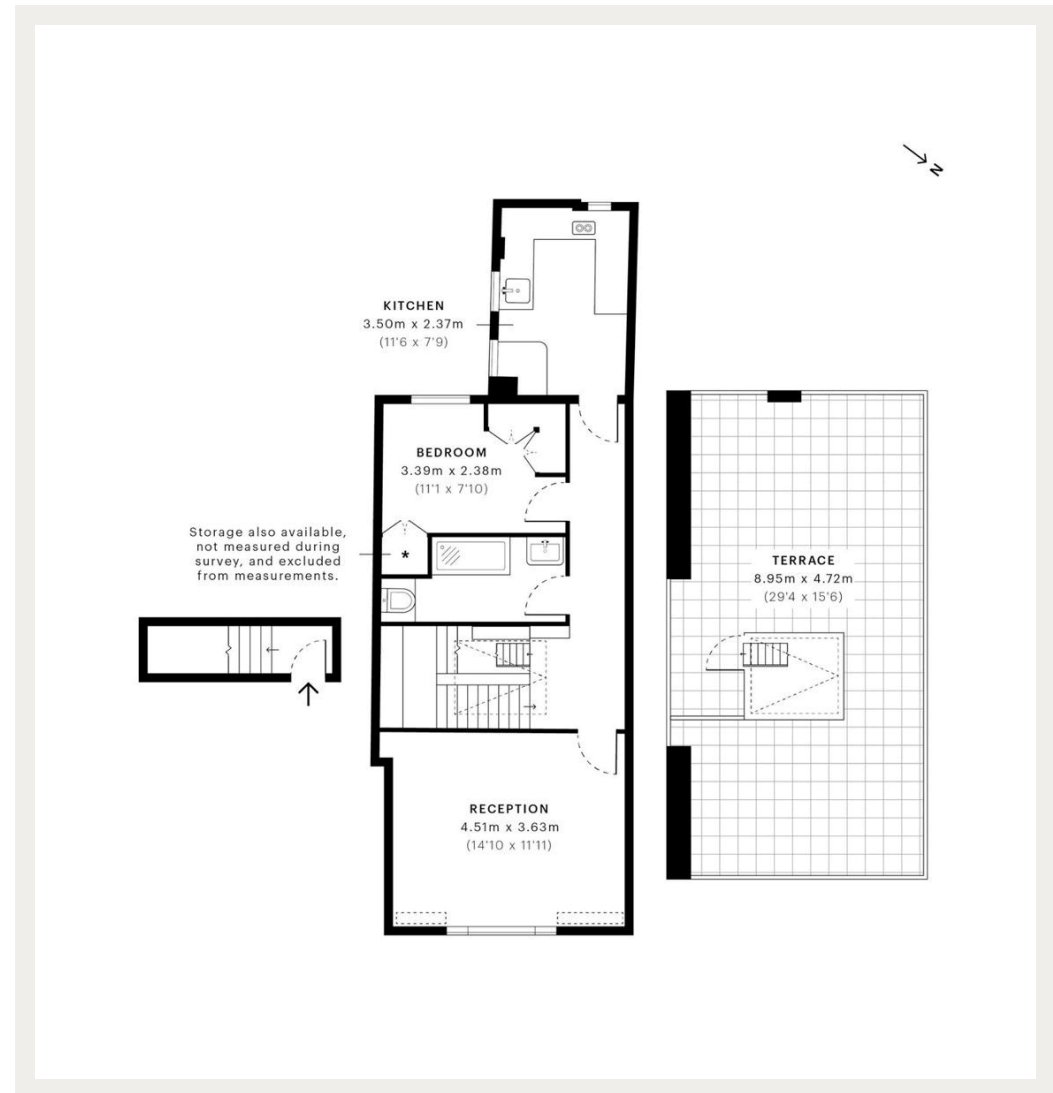 N
KITCHEN
3.50m x 2.37m
(11'6 x 7'9)
BEDROOM
3.39m x 2.38m
(11'1 x 7'10)
Storage also available,
not measured during
survey, and excluded
from measurements.
*
TERRACE
8.95m x 4.72m
(29'4 x 15'6)
RECEPTION
4.51m x 3.63m
(14'10 x 11'11)